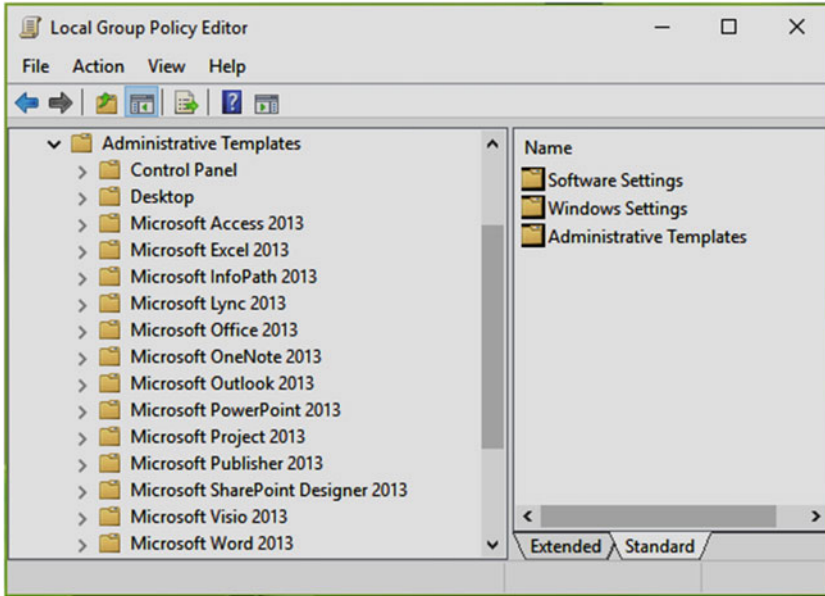 Local Group Policy Editor
File Action View Help
Administrative Templates
Control Panel
Desktop
Microsoft Access 2013
Microsoft Excel 2013
Microsoft InfoPath 2013
Microsoft Lync 2013
Microsoft Office 2013
Microsoft OneNote 2013
Microsoft Outlook 2013
Microsoft PowerPoint 2013
Microsoft Project 2013
Microsoft Publisher 2013
Microsoft SharePoint Designer 2013
Microsoft Visio 2013
Microsoft Word 2013
Name
Software Settings
Windows Settings
Administrative Templates
Extended Standard